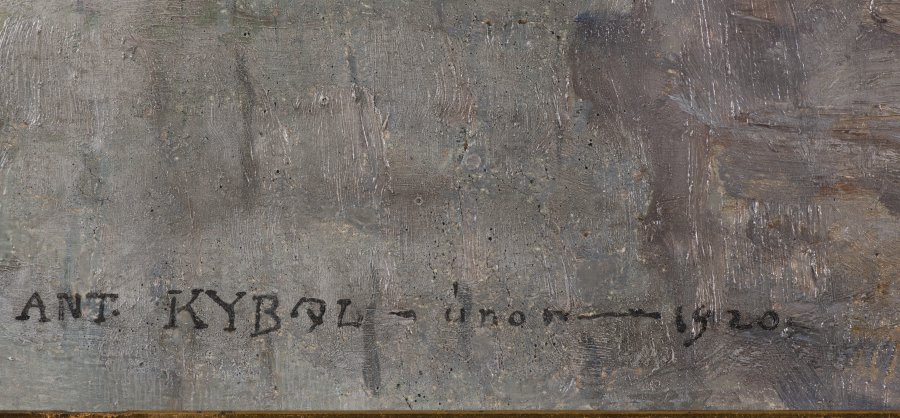 ANT. KYBAL - únor — 1920